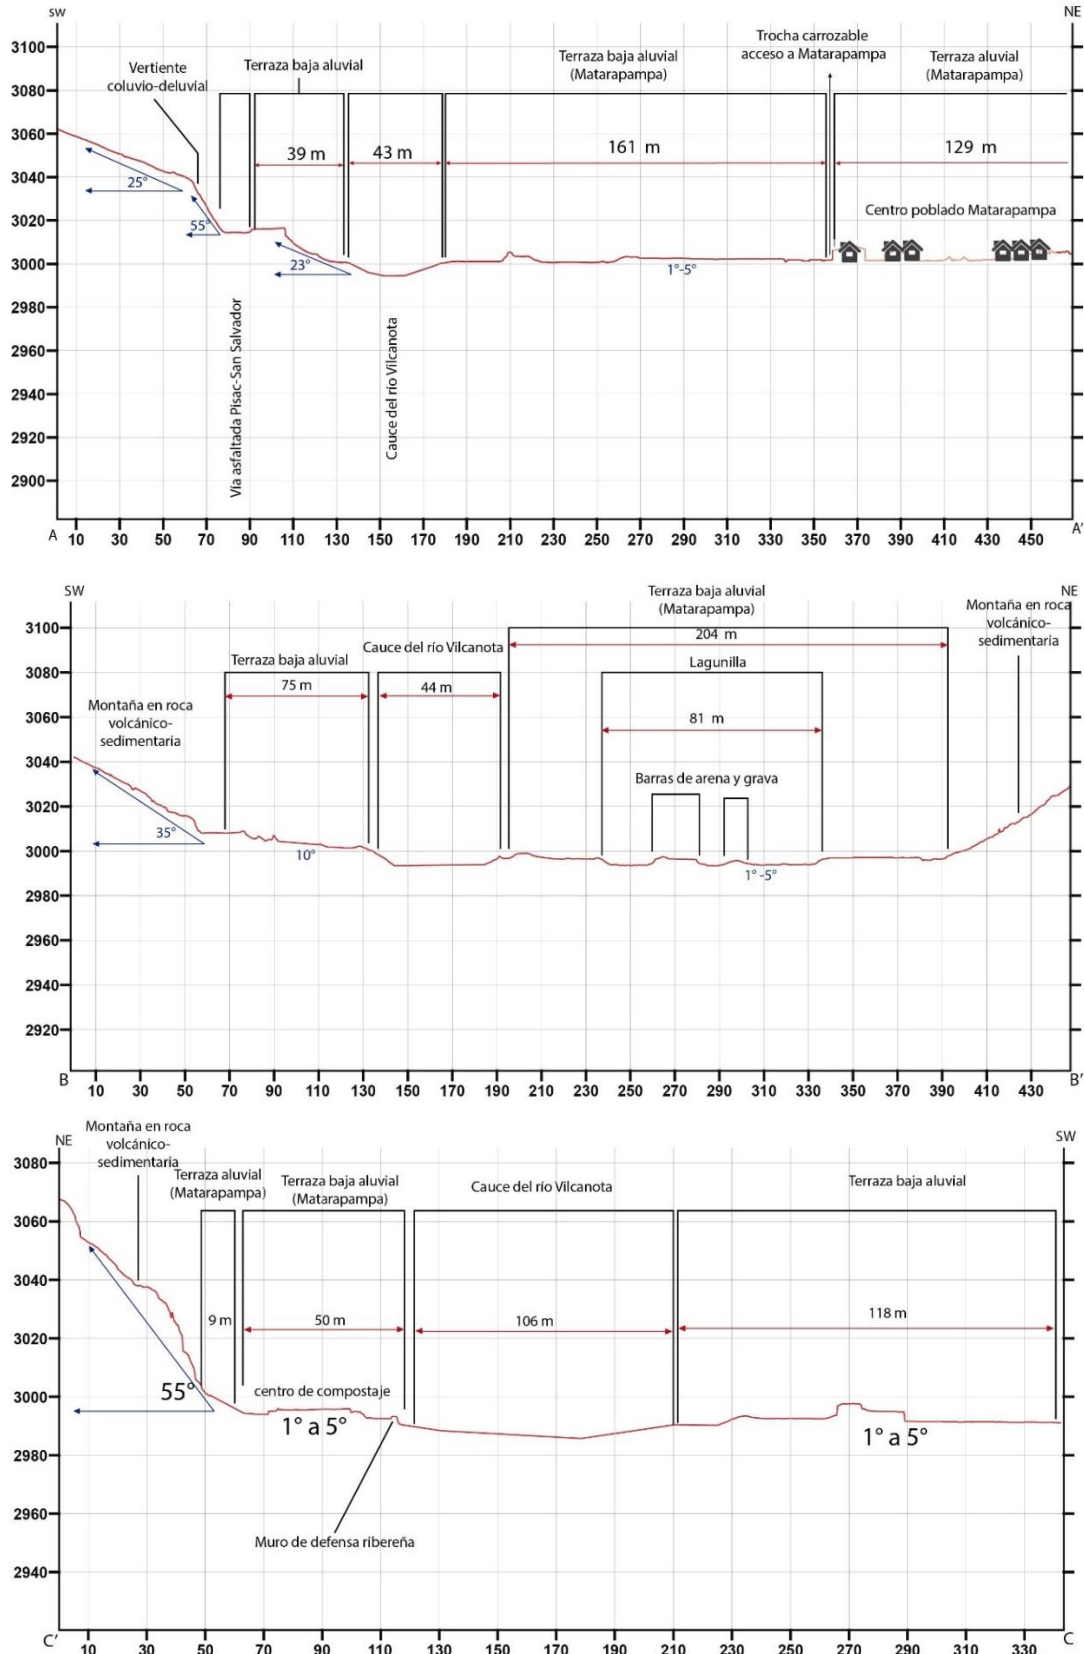 SW
NE
3100
3080
3060
3040
3020
3000
2980
2960
2940
2920
2900
Vertiente
coluvio-deluvial
Terraza baja aluvial
Terraza baja aluvial
(Matarapampa)
Trocha carrozable
acceso a Matarapampa
Terraza aluvial
(Matarapampa)
39 m
43 m
161 m
129 m
Centro poblado Matarapampa
25°
55°
23°
1°-5°
Vía asfaltada Pisac-San Salvador
Cauce del río Vilcanota
A
A'
10 30 50 70 90 110 130 150 170 190 210 230 250 270 290 310 330 350 370 390 410 430 450
SW
NE
3100
3080
3060
3040
3020
3000
2980
2960
2940
2920
Montaña en roca
volcánico-
sedimentaria
Terraza baja aluvial
75 m
Cauce del río Vilcanota
44 m
Terraza baja aluvial
(Matarapampa)
204 m
Lagunilla
81 m
Barras de arena y grava
Montaña en roca
volcánico-
sedimentaria
35°
10°
1° -5°
B
B'
10 30 50 70 90 110 130 150 170 190 210 230 250 270 290 310 330 350 370 390 410 430
NE
SW
3080
3060
3040
3020
3000
2980
2960
2940
Montaña en roca
volcánico-
sedimentaria
Terraza aluvial
(Matarapampa)
Terraza baja aluvial
(Matarapampa)
Cauce del río Vilcanota
Terraza baja aluvial
9 m
50 m
106 m
118 m
55°
centro de compostaje
1° a 5°
1° a 5°
Muro de defensa ribereña
C'
C
10 30 50 70 90 110 130 150 170 190 210 230 250 270 290 310 330